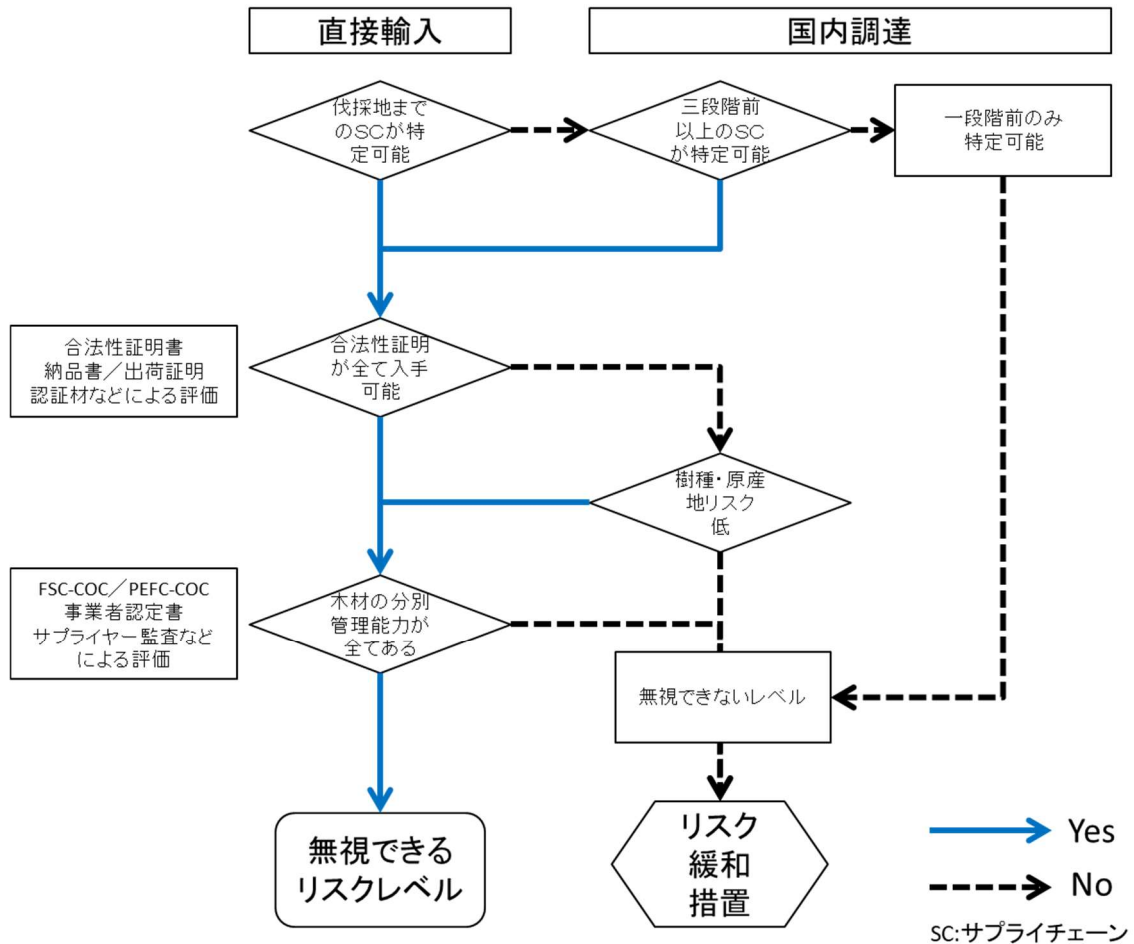 直接輸入
国内調達
伐採地まで
のSCが特
定可能
三段階前
以上のSC
が特定可能
一段階前のみ
特定可能
合法性証明書
納品書／出荷証明
認証材などによる評価
合法性証明
が全て入手
可能
樹種・原産
地リスク
低
FSC-COC／PEFC-COC
事業者認定書
サプライヤー監査など
による評価
木材の分別
管理能力が
全てある
無視できないレベル
無視できる
リスクレベル
リスク
緩和
措置
Yes
No
SC:サプライチェーン